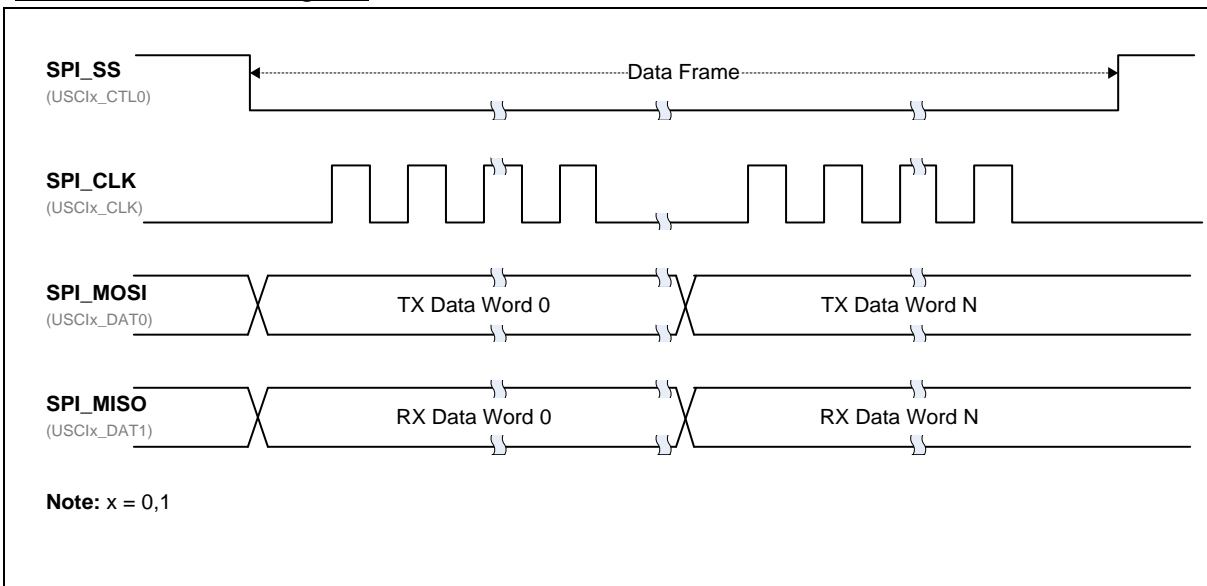 SPI_SS
(USCIx_CTL0)
Data Frame
SPI_CLK
(USCIx_CLK)
SPI_MOSI
(USCIx_DAT0)
TX Data Word 0
TX Data Word N
SPI_MISO
(USCIx_DAT1)
RX Data Word 0
RX Data Word N
Note: x = 0,1